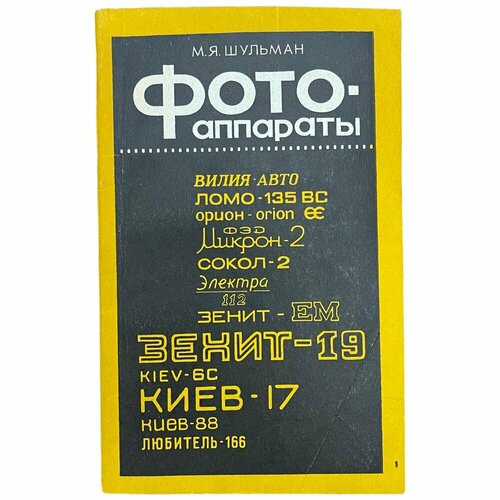 М.Я. ШУЛЬМАН
ФОТО-
аппараты
ВИЛИЯ-АВТО
ЛОМО-135 ВС
орион-orion ЄЄ
ФЭД
Микрон-2
СОКОЛ-2
Электра
112
ЗЕНИТ-ЕМ
ЗЕНИТ-19
KIEV-6C
КИЕВ-17
Киев-88
ЛЮБИТЕЛЬ-166